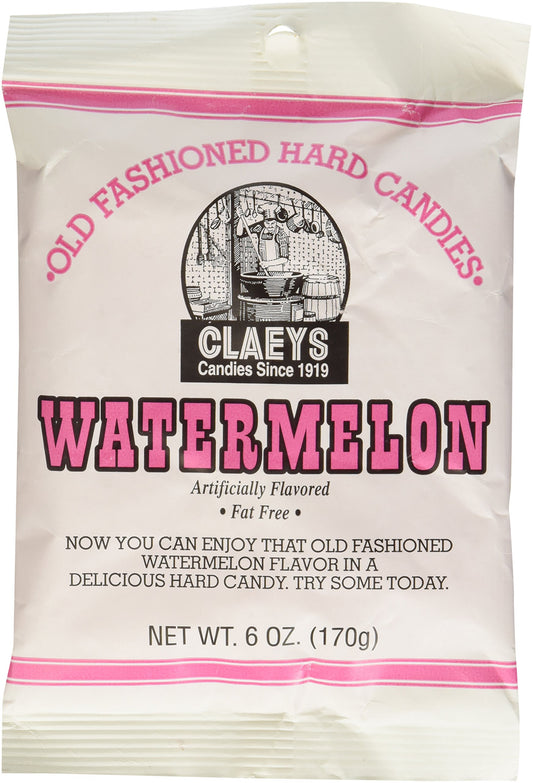 •OLD FASHIONED HARD CANDIES•
CLAEYS
Candies Since 1919
WATERMELON
Artificially Flavored
• Fat Free •
NOW YOU CAN ENJOY THAT OLD FASHIONED
WATERMELON FLAVOR IN A
DELICIOUS HARD CANDY. TRY SOME TODAY.
NET WT. 6 OZ. (170g)